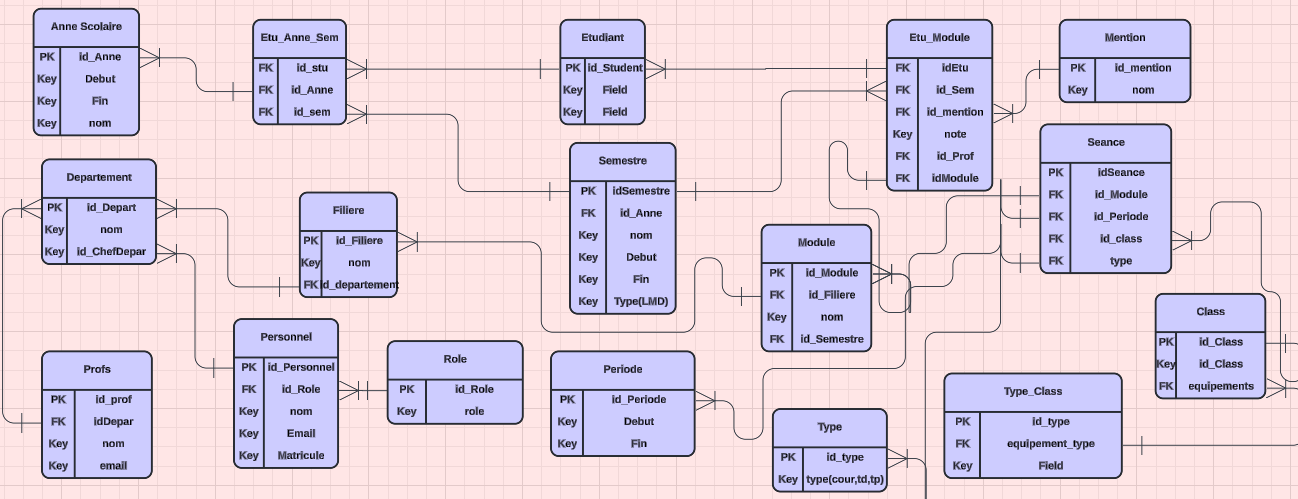 Anne Scolaire
PK id_Anne
Key Debut
Key Fin
Key nom
Etu_Anne_Sem
FK id_stu
FK id_Anne
FK id_sem
Etudiant
PK id_Student
Key Field
Key Field
Etu_Module
FK idEtu
FK id_Sem
FK id_mention
Key note
FK id_Prof
FK idModule
Mention
PK id_mention
Key nom
Departement
PK id_Depart
Key nom
Key id_ChefDepar
Filiere
PK id_Filiere
Key nom
FK id_departement
Semestre
PK idSemestre
FK id_Anne
Key nom
Key Debut
Key Fin
Key Type(LMD)
Module
PK id_Module
FK id_Filiere
Key nom
FK id_Semestre
Seance
PK idSeance
FK id_Module
FK id_Periode
FK id_class
FK type
Class
PK id_Class
Key id_Class
FK equipements
Profs
PK id_prof
FK idDepar
Key nom
Key email
Personnel
PK id_Personnel
FK id_Role
Key nom
Key Email
Key Matricule
Role
PK id_Role
Key role
Periode
PK id_Periode
Key Debut
Key Fin
Type
PK id_type
Key type(cour,td,tp)
Type_Class
PK id_type
FK equipement_type
Key Field